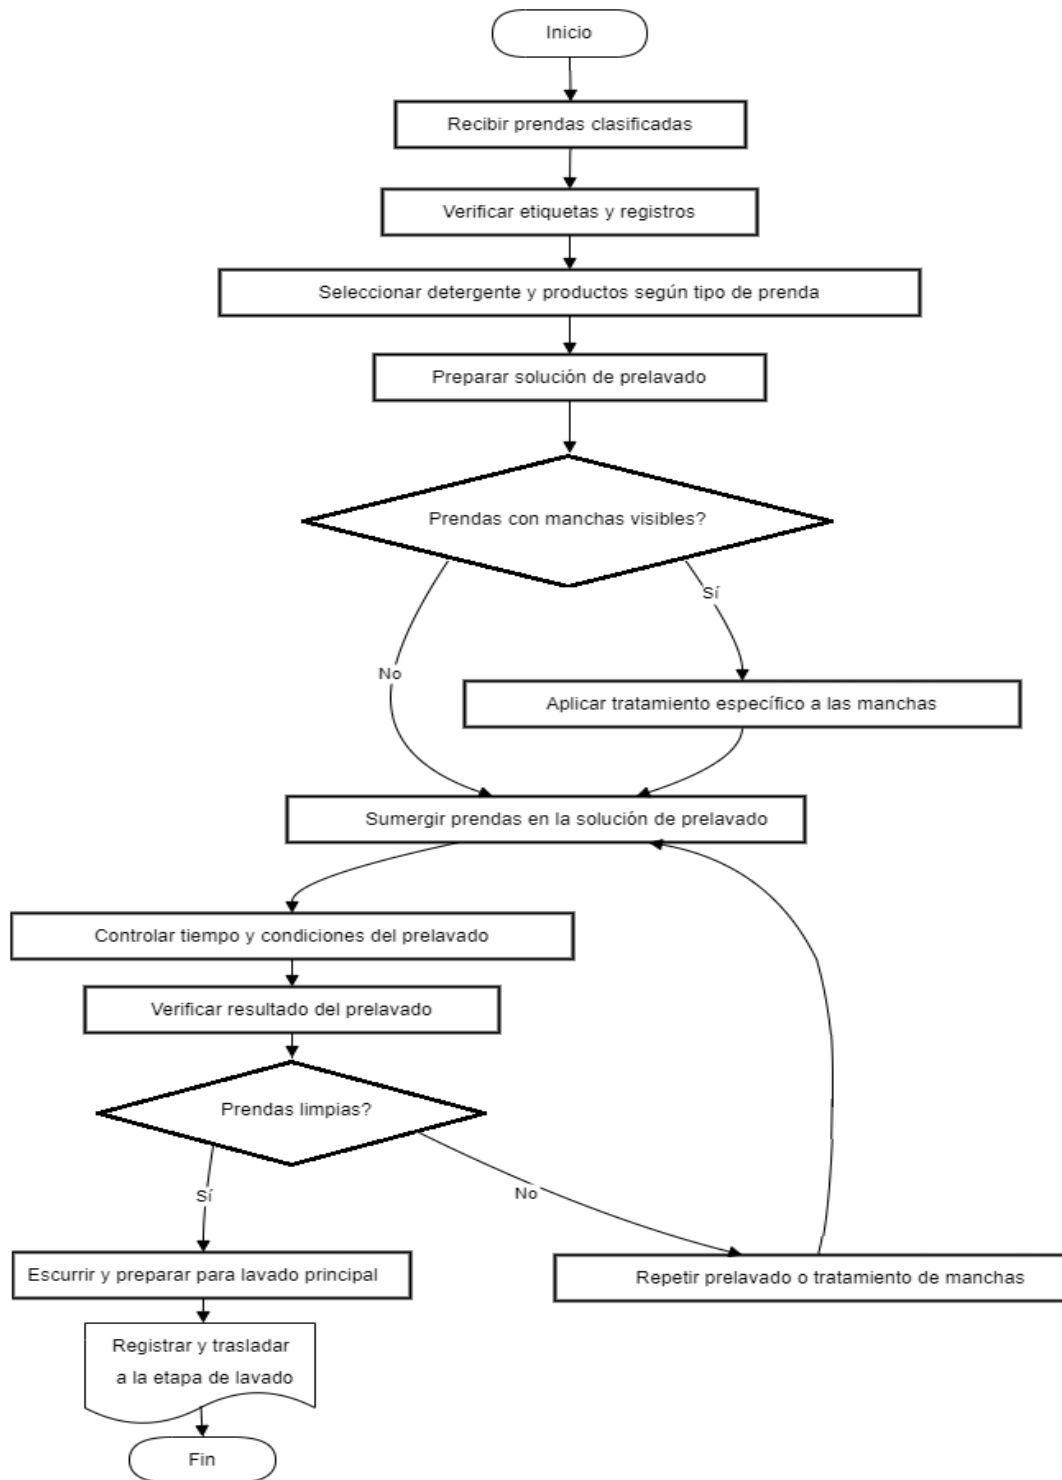 Inicio
Recibir prendas clasificadas
Verificar etiquetas y registros
Seleccionar detergente y productos según tipo de prenda
Preparar solución de prelavado
Prendas con manchas visibles?
Sí
No
Aplicar tratamiento específico a las manchas
Sumergir prendas en la solución de prelavado
Controlar tiempo y condiciones del prelavado
Verificar resultado del prelavado
Prendas limpias?
Sí
No
Escurrir y preparar para lavado principal
Repetir prelavado o tratamiento de manchas
Registrar y trasladar
a la etapa de lavado
Fin